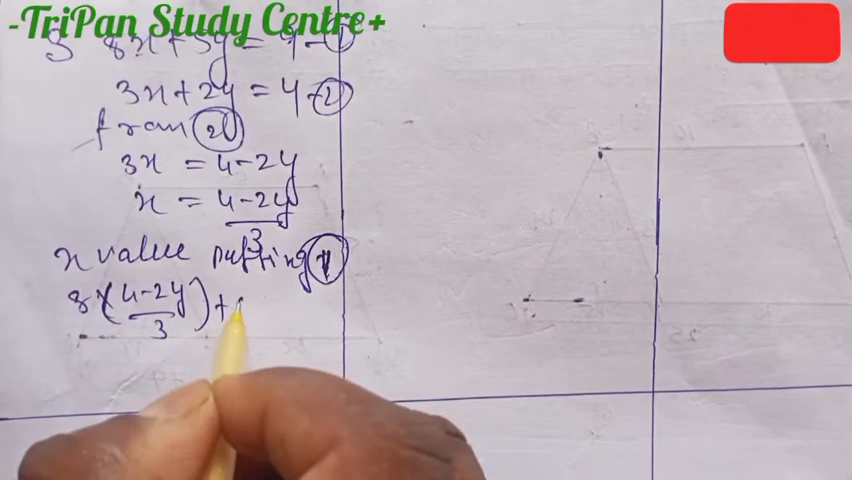 -TriPan Study Centre+
8x+5y = 9-①
3x+2y = 4-②
from ②
3x = 4-2y
x = 4-2y
3
x value putting ①
8×(4-2y)+
3